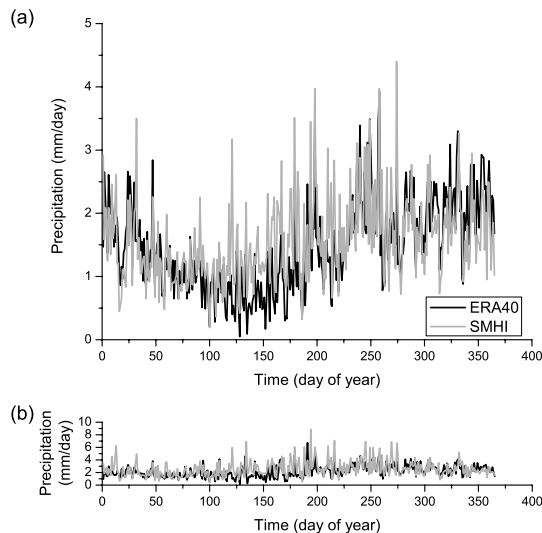 (a)
5
4
3
2
1
0
Precipitation (mm/day)
ERA40
SMHI
0 50 100 150 200 250 300 350 400
Time (day of year)
(b)
10
8
6
4
2
0
Precipitation
(mm/day)
0 50 100 150 200 250 300 350 400
Time (day of year)